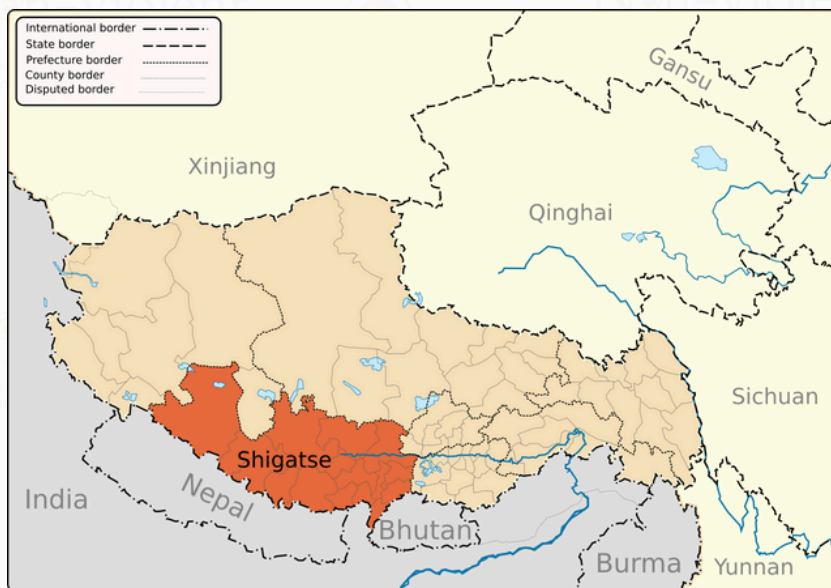 International border
State border
Prefecture border
County border
Disputed border
Gansu
Xinjiang
Qinghai
Sichuan
Shigatse
India
Nepal
Bhutan
Burma
Yunnan